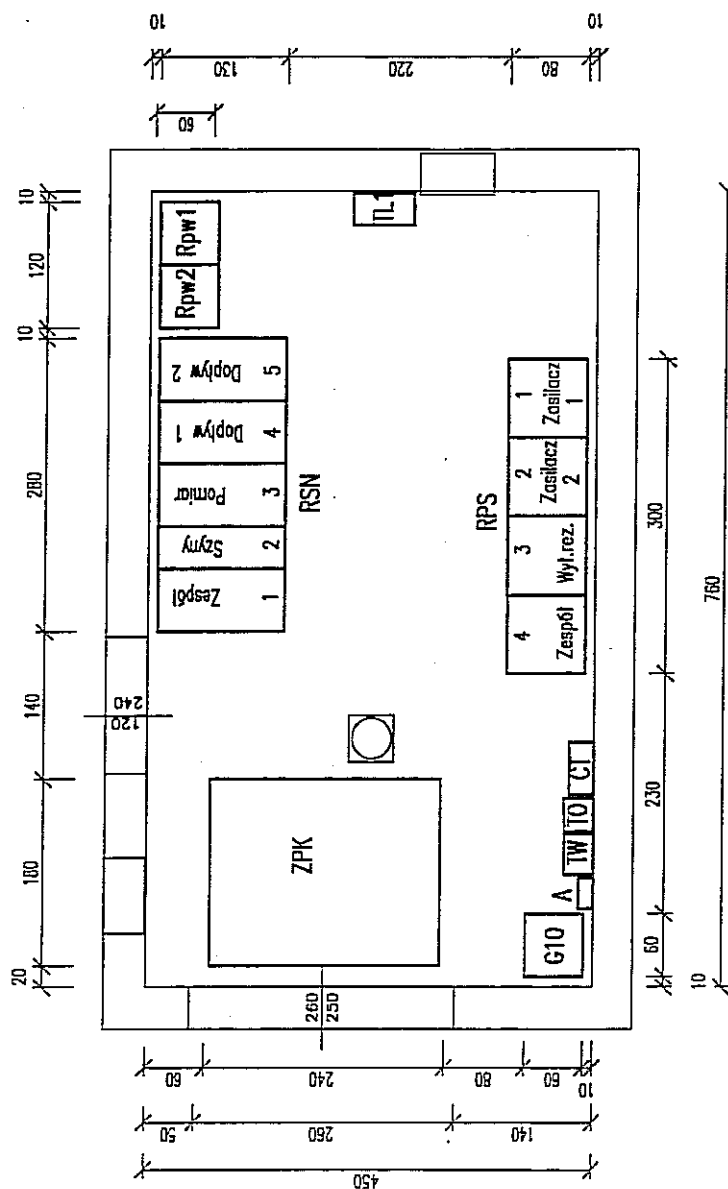 10
130
220
80
10
60
10
120
10
280
140
180
20
Rpw2
Rpw1
TL1
Zespół
1
Szyny
2
Pomiar
3
Dopływ 1
4
Dopływ 2
5
RSN
RPS
4
Zespół
3
Wył.rez.
2
Zasilacz
2
1
Zasilacz
1
240
120
ZPK
G10
A
TW
TO
CT
260
250
300
230
60
10
760
60
240
80
60
10
50
260
140
450